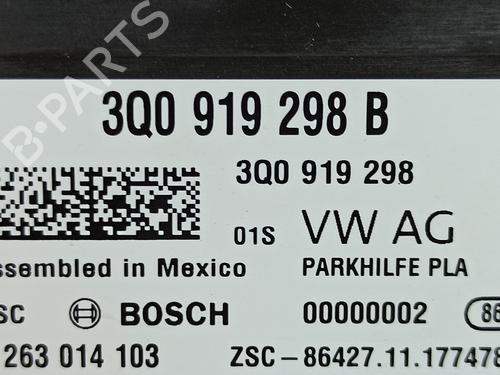 3Q0 919 298 B
3Q0 919 298
01S VW AG
ssembled in Mexico PARKHILFE PLA
SC BOSCH 00000002 86
263 014 103 ZSC-86427.11.177478
B-PARTS